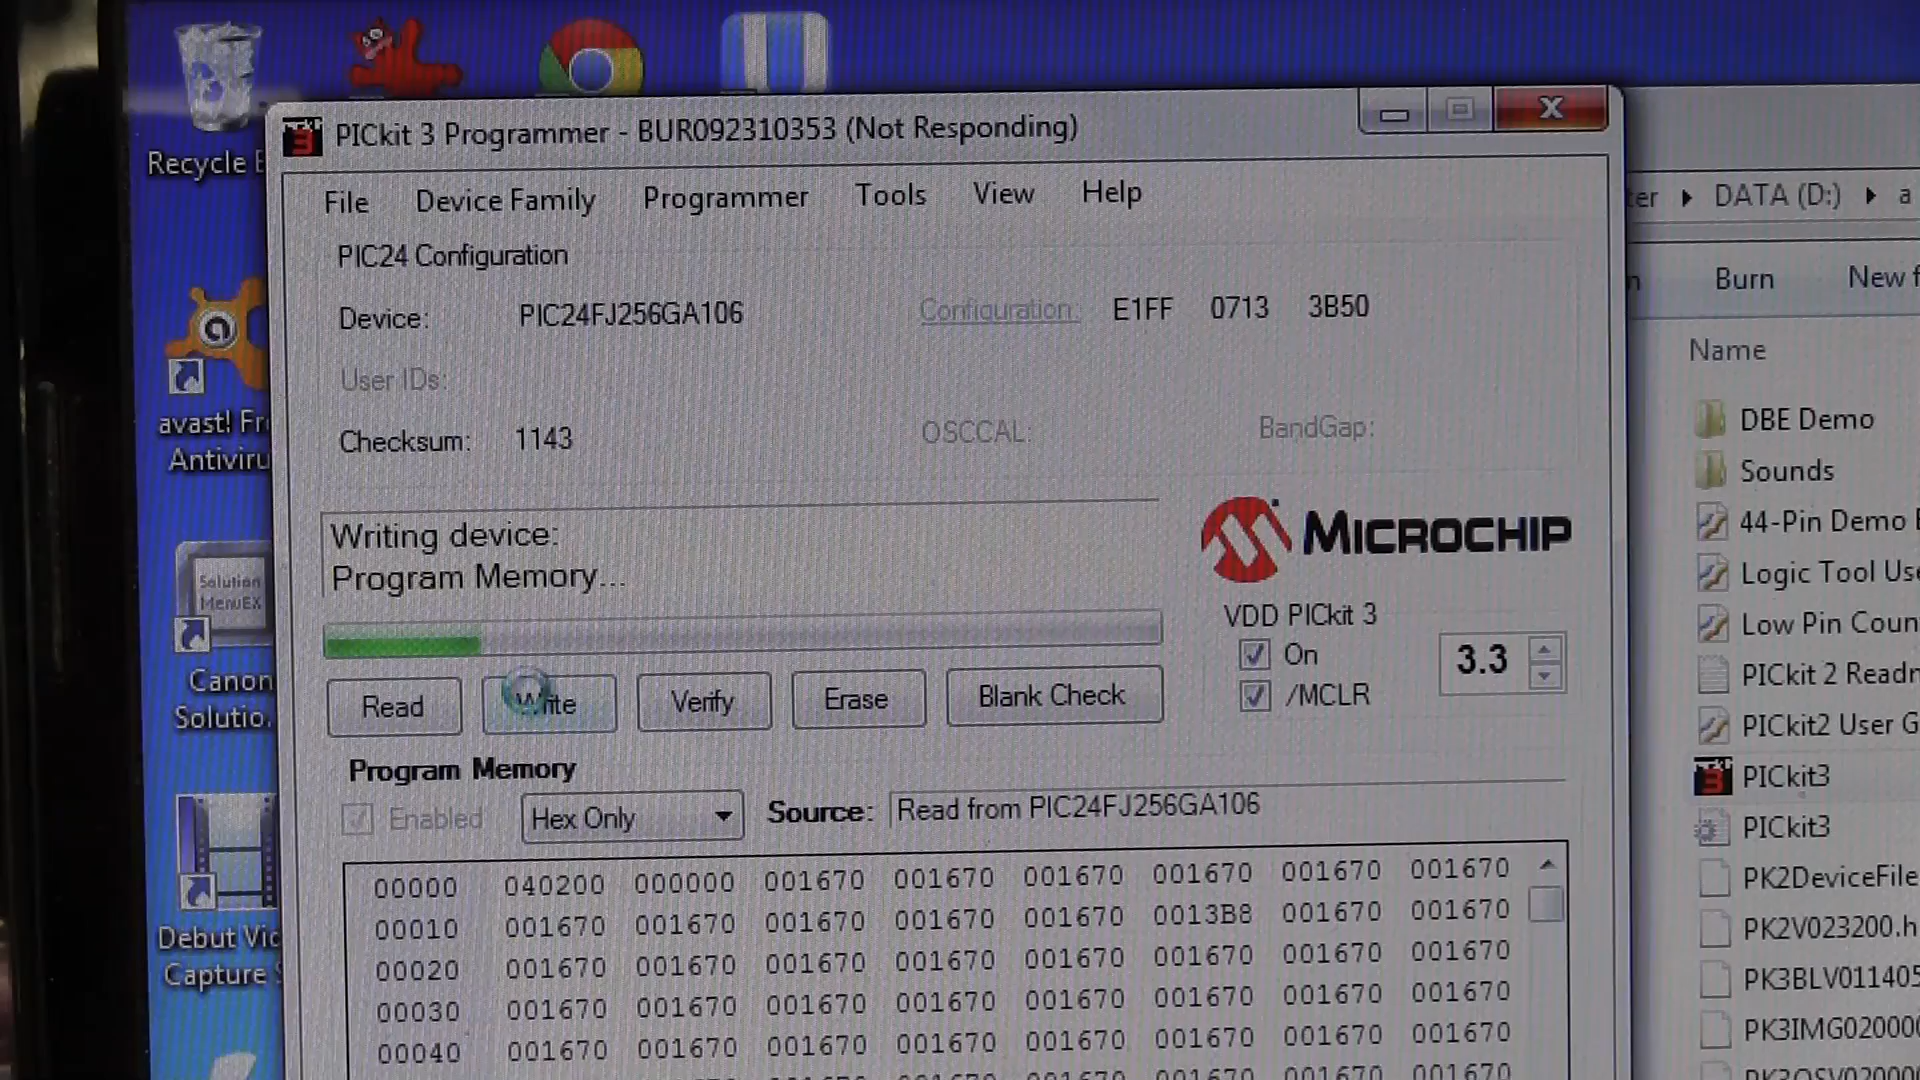 Recycle
PICkit 3 Programmer - BUR092310353 (Not Responding)
File Device Family Programmer Tools View Help
PIC24 Configuration
Device: PIC24FJ256GA106 Configuration: E1FF 0713 3B50
User IDs:
Checksum: 1143 OSCCAL: BandGap:
Writing device:
Program Memory...
MICROCHIP
VDD PICkit 3
On
/MCLR
3.3
Read Write Verify Erase Blank Check
Program Memory
Enabled Hex Only Source: Read from PIC24FJ256GA106
00000 040200 000000 001670 001670 001670 001670 001670 001670
00010 001670 001670 001670 001670 001670 0013B8 001670 001670
00020 001670 001670 001670 001670 001670 001670 001670 001670
00030 001670 001670 001670 001670 001670 001670 001670 001670
00040 001670 001670 001670 001670 001670 001670 001670 001670
avast! Fr
Antiviru
Solution
MenuEX
Canon
Solutio.
Debut Vid
Capture
ter DATA (D:) a
Burn New f
Name
DBE Demo
Sounds
44-Pin Demo
Logic Tool Use
Low Pin Coun
PICkit 2 Readn
PICkit2 User G
PICkit3
PICkit3
PK2DeviceFile
PK2V023200.h
PK3BLV011405
PK3IMG020000